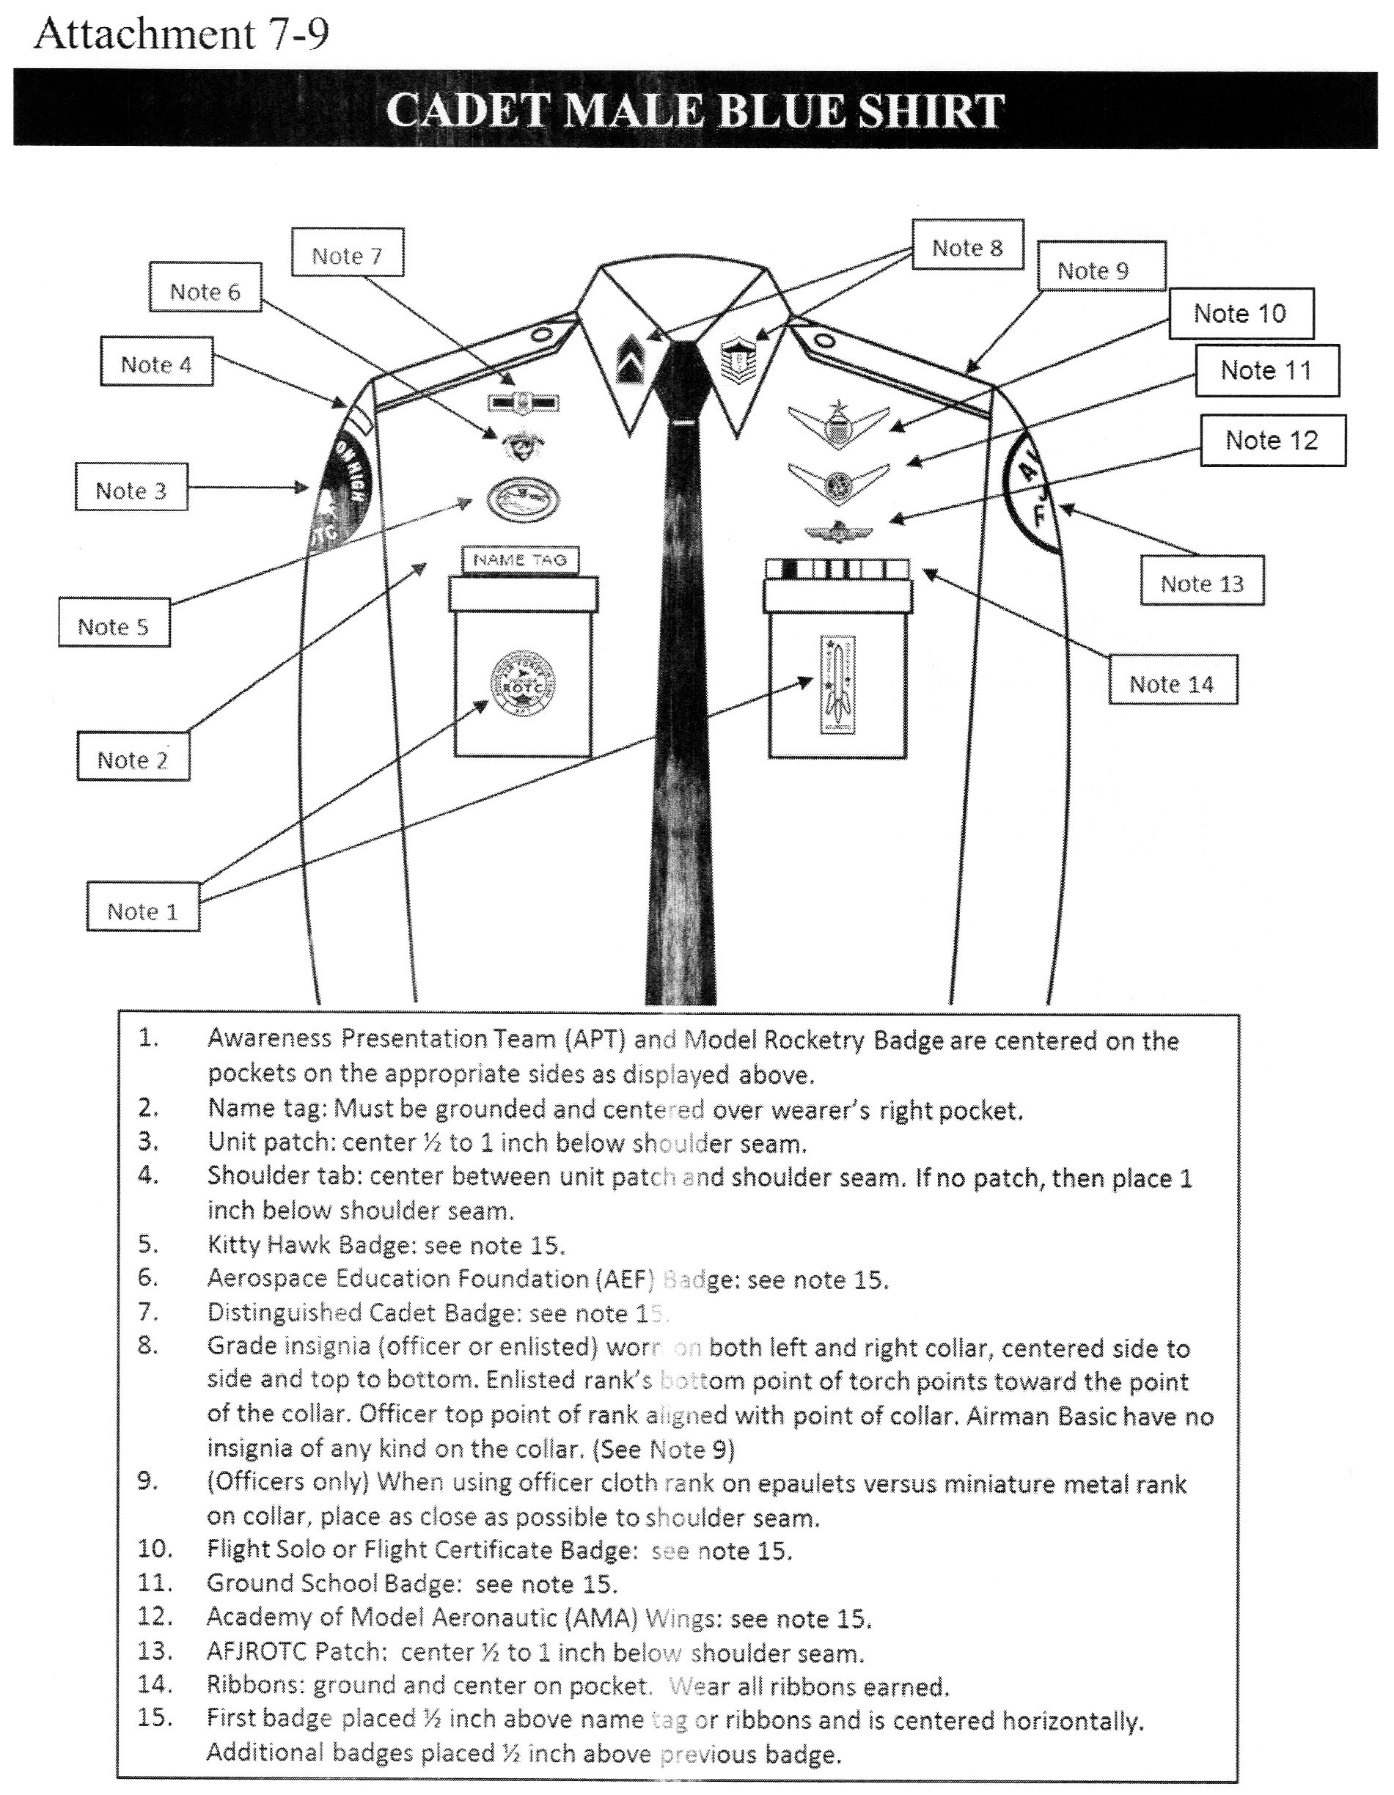 Attachment 7-9
CADET MALE BLUE SHIRT
Note 7
Note 8
Note 9
Note 6
Note 10
Note 4
Note 11
Note 12
Note 3
ON HIGH
OTC
A
J
F
Note 13
NAME TAG
Note 5
Note 14
AIR FORCE
ROTC
Note 2
Note 1
1. Awareness Presentation Team (APT) and Model Rocketry Badge are centered on the
pockets on the appropriate sides as displayed above.
2. Name tag: Must be grounded and centered over wearer's right pocket.
3. Unit patch: center ½ to 1 inch below shoulder seam.
4. Shoulder tab: center between unit patch and shoulder seam. If no patch, then place 1
inch below shoulder seam.
5. Kitty Hawk Badge: see note 15.
6. Aerospace Education Foundation (AEF) Badge: see note 15.
7. Distinguished Cadet Badge: see note 15.
8. Grade insignia (officer or enlisted) worn on both left and right collar, centered side to
side and top to bottom. Enlisted rank's bottom point of torch points toward the point
of the collar. Officer top point of rank aligned with point of collar. Airman Basic have no
insignia of any kind on the collar. (See Note 9)
9. (Officers only) When using officer cloth rank on epaulets versus miniature metal rank
on collar, place as close as possible to shoulder seam.
10. Flight Solo or Flight Certificate Badge: see note 15.
11. Ground School Badge: see note 15.
12. Academy of Model Aeronautic (AMA) Wings: see note 15.
13. AFJROTC Patch: center ½ to 1 inch below shoulder seam.
14. Ribbons: ground and center on pocket. Wear all ribbons earned.
15. First badge placed ½ inch above name tag or ribbons and is centered horizontally.
Additional badges placed ½ inch above previous badge.